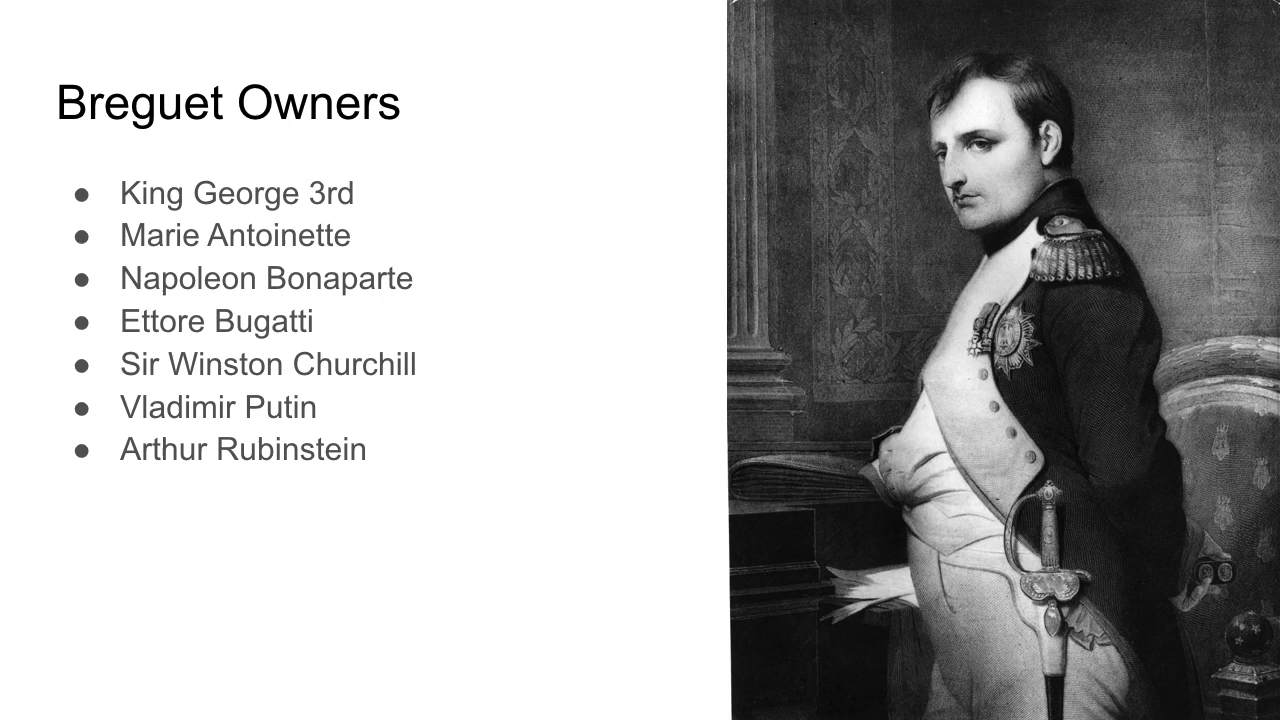 Breguet Owners
● King George 3rd
● Marie Antoinette
● Napoleon Bonaparte
● Ettore Bugatti
● Sir Winston Churchill
● Vladimir Putin
● Arthur Rubinstein